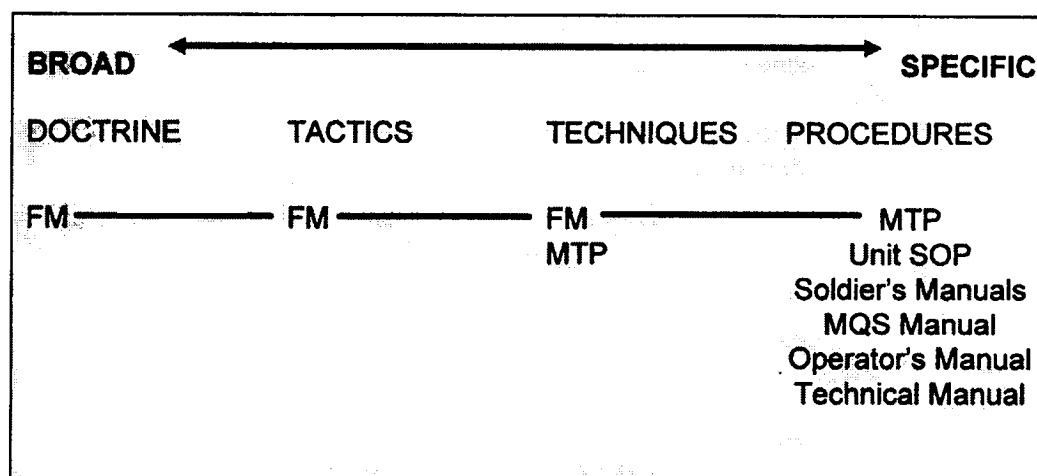 BROAD SPECIFIC
DOCTRINE TACTICS TECHNIQUES PROCEDURES
FM FM FM MTP
MTP Unit SOP
Soldier's Manuals
MQS Manual
Operator's Manual
Technical Manual